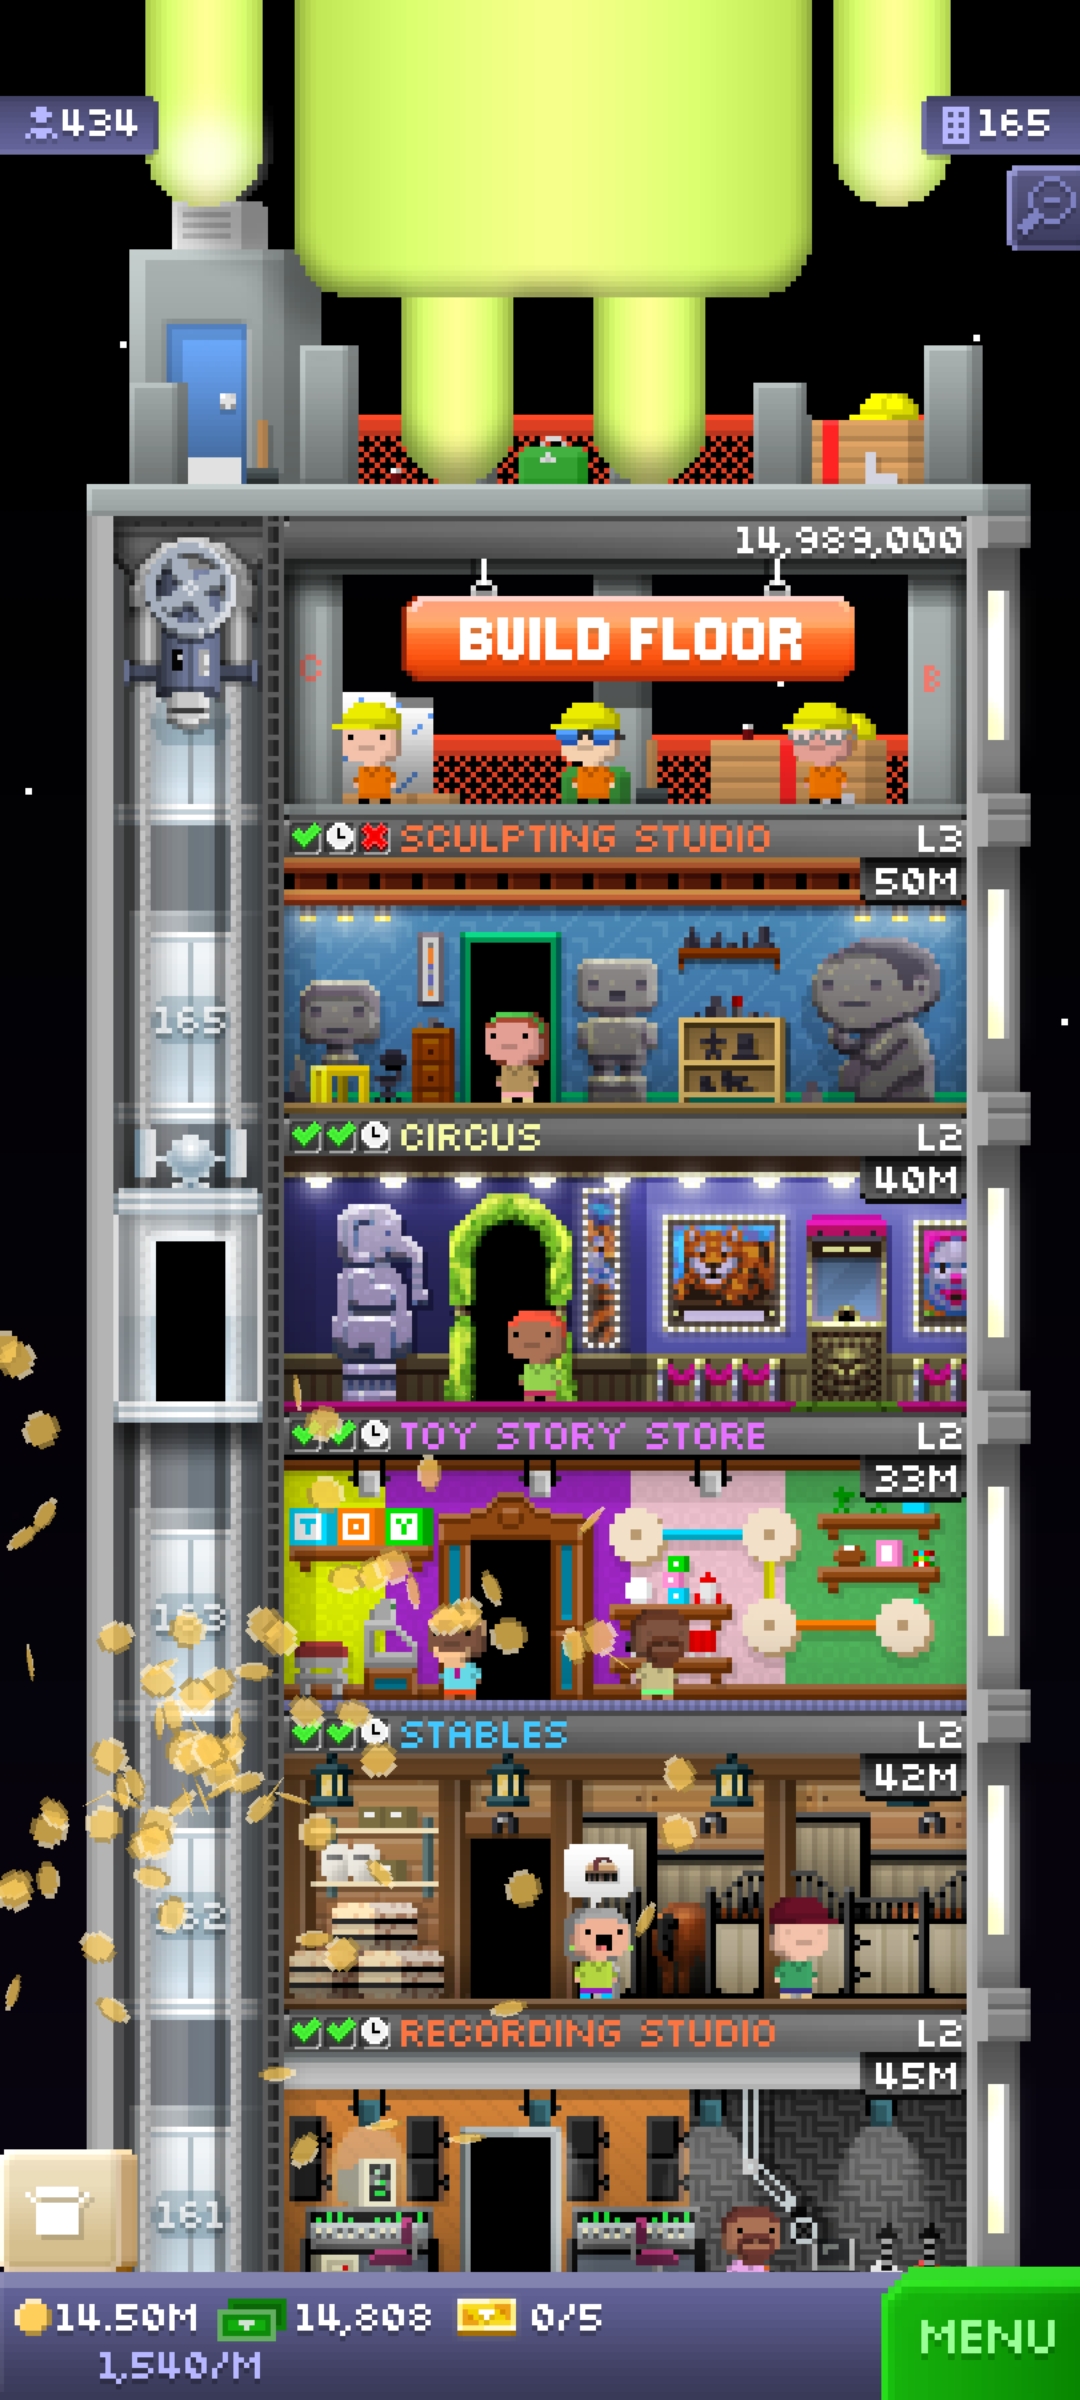 434
165
14,989,000
BUILD FLOOR
C
B
SCULPTING STUDIO L3
50M
165
CIRCUS L2
40M
TOY STORY STORE L2
33M
T O Y
163
STABLES L2
42M
162
RECORDING STUDIO L2
45M
161
14.50M 14,808 0/5
1,540/M
MENU